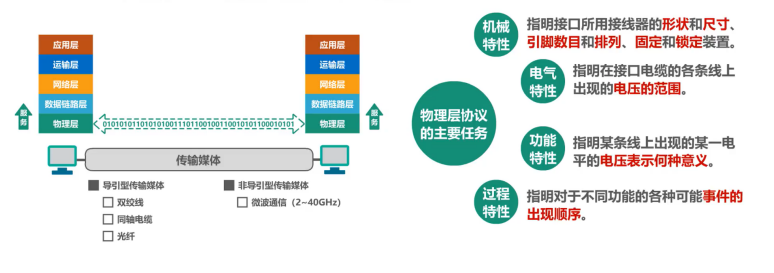 应用层
运输层
网络层
数据链路层
物理层
服务
0101011010101001101011001001100101011000110101
应用层
运输层
网络层
数据链路层
物理层
服务
传输媒体
导引型传输媒体
双绞线
同轴电缆
光纤
非导引型传输媒体
微波通信（2~40GHz）
物理层协议
的主要任务
机械
特性
指明接口所用接线器的形状和尺寸、
引脚数目和排列、固定和锁定装置。
电气
特性
指明在接口电缆的各条线上
出现的电压的范围。
功能
特性
指明某条线上出现的某一电
平的电压表示何种意义。
过程
特性
指明对于不同功能的各种可能事件的
出现顺序。